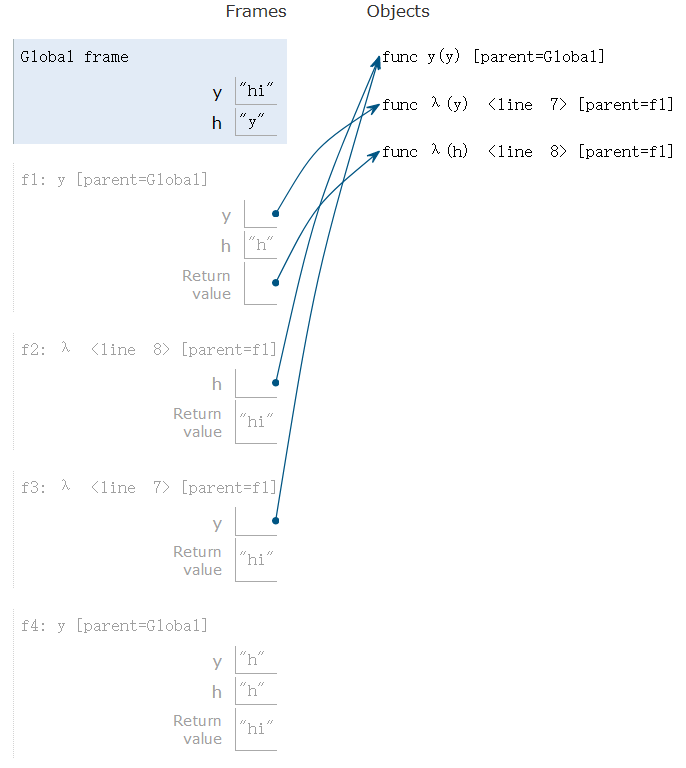 Frames Objects
Global frame
y "hi"
h "y"
func y(y) [parent=Global]
func λ(y) <line 7> [parent=f1]
func λ(h) <line 8> [parent=f1]
f1: y [parent=Global]
y
h "h"
Return
value
f2: λ <line 8> [parent=f1]
h
Return
value "hi"
f3: λ <line 7> [parent=f1]
y
Return
value "hi"
f4: y [parent=Global]
y "h"
h "h"
Return
value "hi"